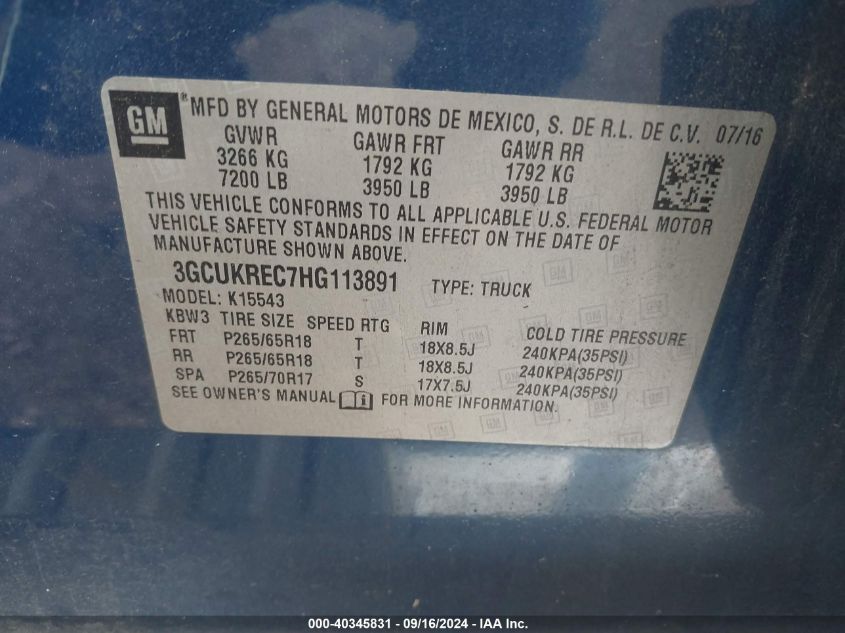 GM ® MFD BY GENERAL MOTORS DE MEXICO, S. DE R.L. DE C.V. 07/16
GVWR GAWR FRT GAWR RR
3266 KG 1792 KG 1792 KG
7200 LB 3950 LB 3950 LB
THIS VEHICLE CONFORMS TO ALL APPLICABLE U.S. FEDERAL MOTOR
VEHICLE SAFETY STANDARDS IN EFFECT ON THE DATE OF
MANUFACTURE SHOWN ABOVE.
3GCUKREC7HG113891 TYPE: TRUCK
MODEL: K15543
KBW3 TIRE SIZE SPEED RTG RIM COLD TIRE PRESSURE
FRT P265/65R18 T 18X8.5J 240KPA(35PSI)
RR P265/65R18 T 18X8.5J 240KPA(35PSI)
SPA P265/70R17 S 17X7.5J 240KPA(35PSI)
SEE OWNER'S MANUAL FOR MORE INFORMATION.
000-40345831 - 09/16/2024 - IAA Inc.